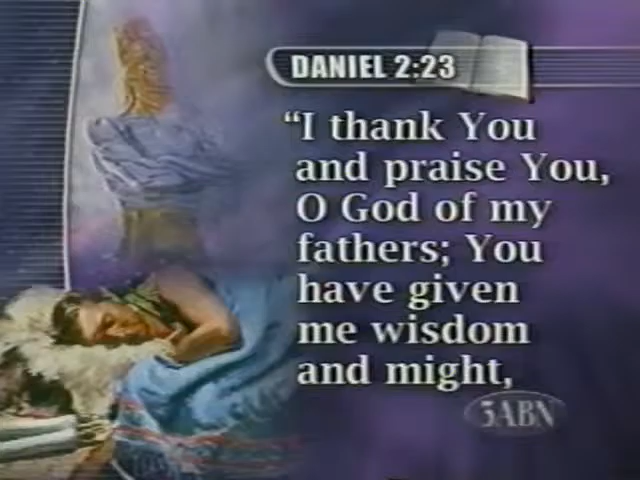 DANIEL 2:23
“I thank You
and praise You,
O God of my
fathers; You
have given
me wisdom
and might,
3ABN